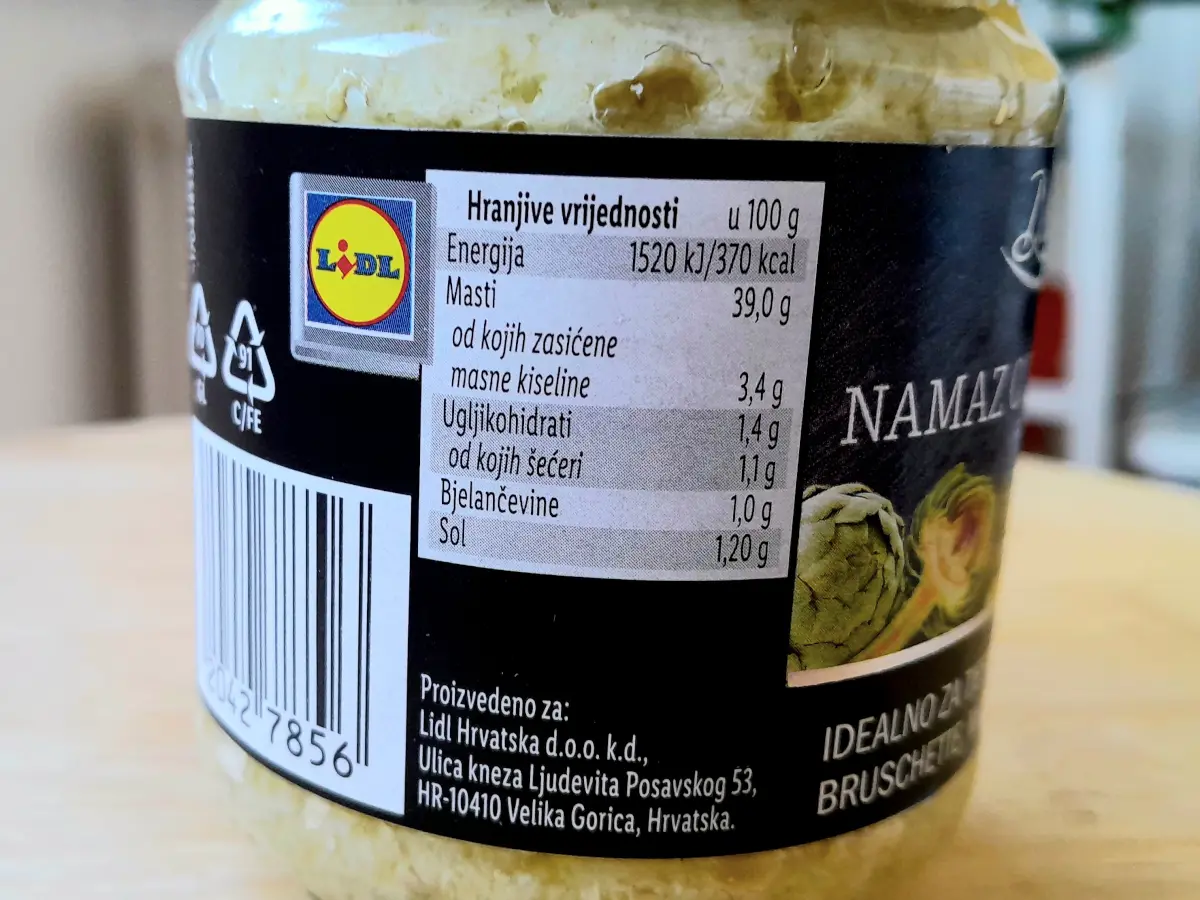 LIDL
Hranjive vrijednosti u 100 g
Energija 1520 kJ/370 kcal
Masti 39,0 g
od kojih zasićene
masne kiseline 3,4 g
Ugljikohidrati 1,4 g
od kojih šećeri 1,1 g
Bjelančevine 1,0 g
Sol 1,20 g
91
C/FE
2042 7856
Proizvedeno za:
Lidl Hrvatska d.o.o. k.d.,
Ulica kneza Ljudevita Posavskog 53,
HR-10410 Velika Gorica, Hrvatska.
NAMAZ
IDEALNO ZA
BRUSCHETTE